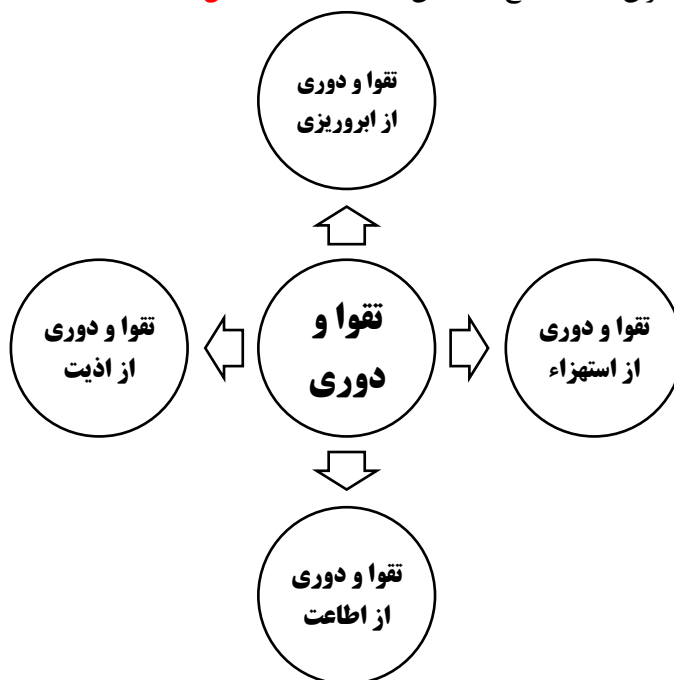 تقوا و دوری
از ابروریزی
تقوا و دوری
از استهزاء
تقوا و
دوری
تقوا و دوری
از اذیت
تقوا و دوری
از اطاعت